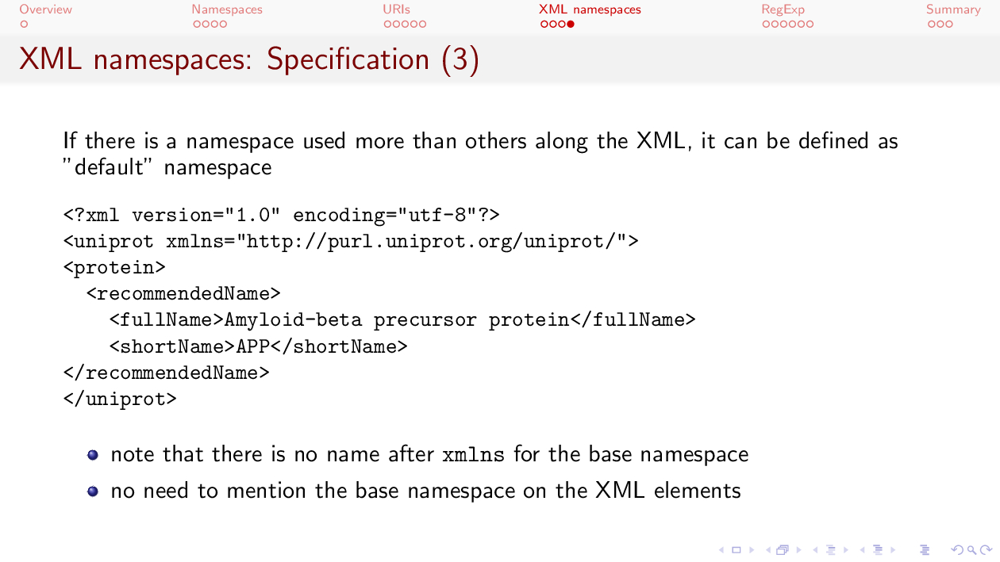 Overview Namespaces URIs XML namespaces RegExp Summary
XML namespaces: Specification (3)
If there is a namespace used more than others along the XML, it can be defined as
”default” namespace
<?xml version="1.0" encoding="utf-8"?>
<uniprot xmlns="http://purl.uniprot.org/uniprot/">
<protein>
  <recommendedName>
    <fullName>Amyloid-beta precursor protein</fullName>
    <shortName>APP</shortName>
</recommendedName>
</uniprot>
note that there is no name after xmlns for the base namespace
no need to mention the base namespace on the XML elements